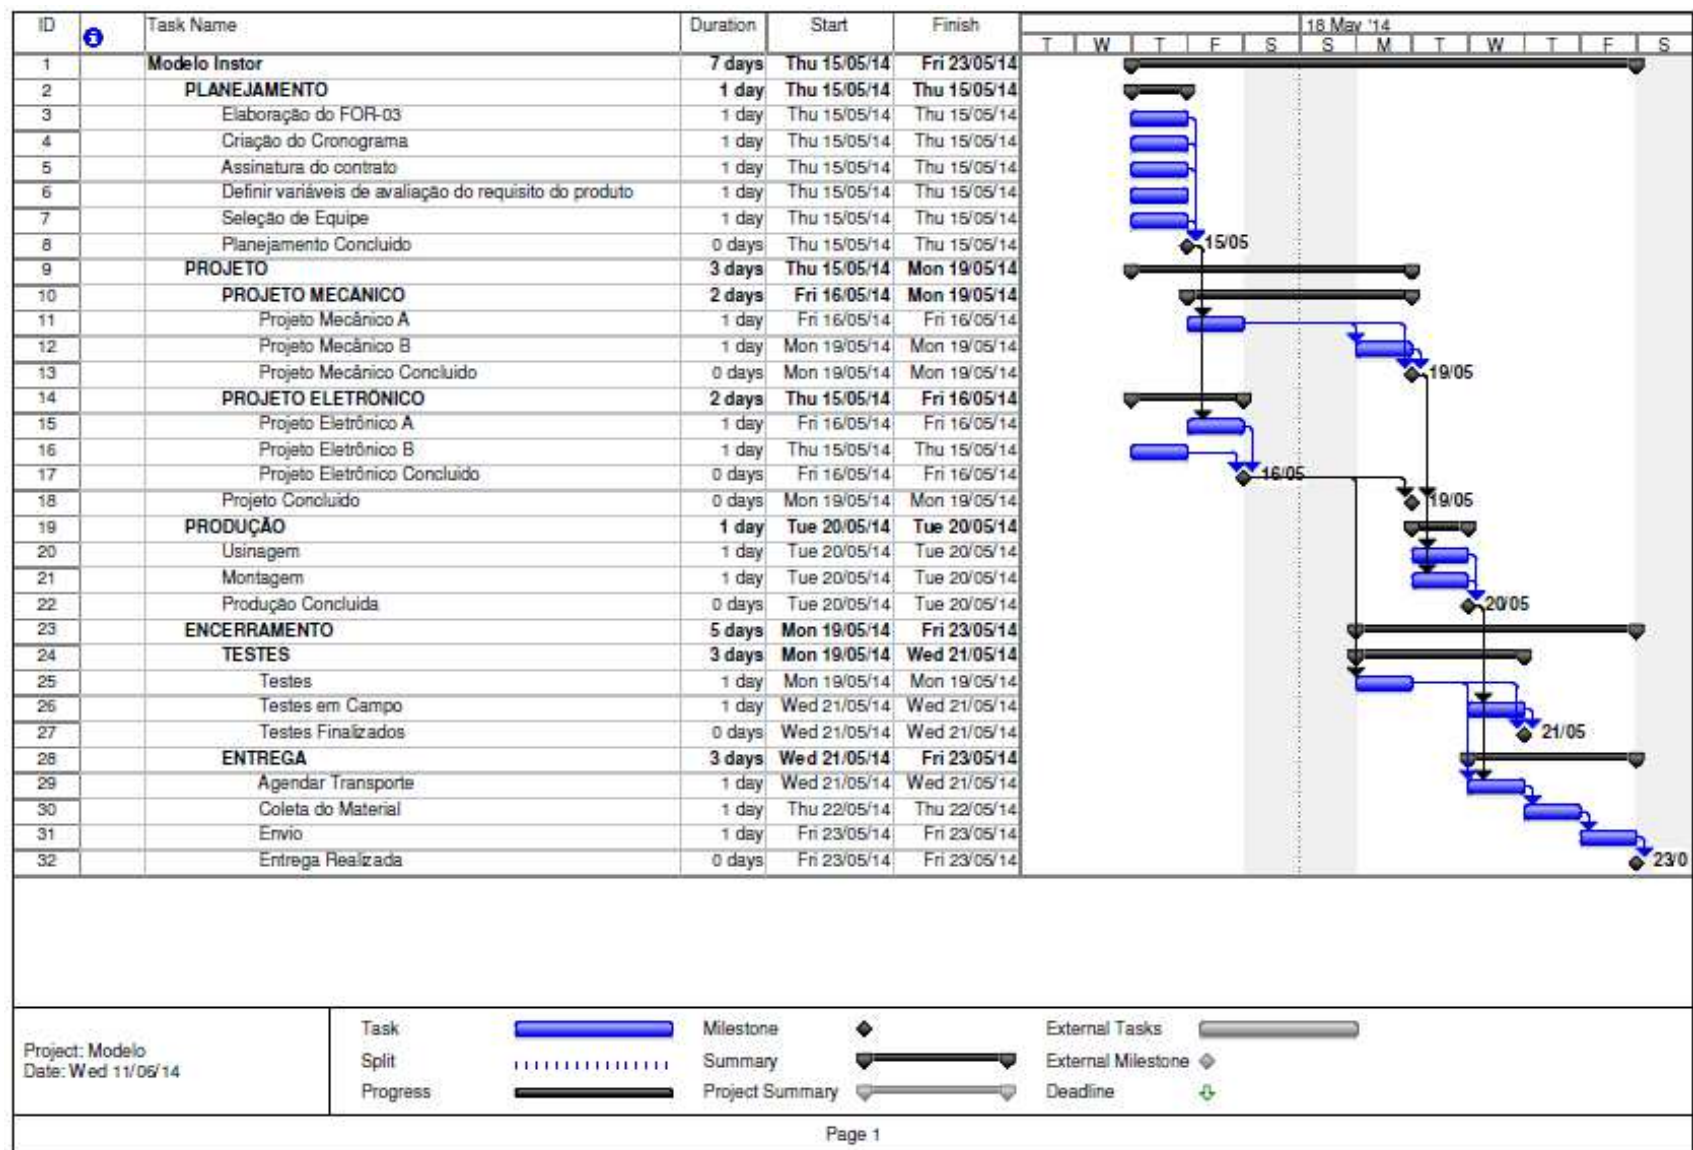 ID Task Name Duration Start Finish 18 May '14
T W T F S S M T W T F S
1 Modelo Instor 7 days Thu 15/05/14 Fri 23/05/14
2 PLANEJAMENTO 1 day Thu 15/05/14 Thu 15/05/14
3 Elaboração do FOR-03 1 day Thu 15/05/14 Thu 15/05/14
4 Criação do Cronograma 1 day Thu 15/05/14 Thu 15/05/14
5 Assinatura do contrato 1 day Thu 15/05/14 Thu 15/05/14
6 Definir variáveis de avaliação do requisito do produto 1 day Thu 15/05/14 Thu 15/05/14
7 Seleção de Equipe 1 day Thu 15/05/14 Thu 15/05/14
8 Planejamento Concluido 0 days Thu 15/05/14 Thu 15/05/14 15/05
9 PROJETO 3 days Thu 15/05/14 Mon 19/05/14
10 PROJETO MECÂNICO 2 days Fri 16/05/14 Mon 19/05/14
11 Projeto Mecânico A 1 day Fri 16/05/14 Fri 16/05/14
12 Projeto Mecânico B 1 day Mon 19/05/14 Mon 19/05/14
13 Projeto Mecânico Concluido 0 days Mon 19/05/14 Mon 19/05/14 19/05
14 PROJETO ELETRÔNICO 2 days Thu 15/05/14 Fri 16/05/14
15 Projeto Eletrônico A 1 day Fri 16/05/14 Fri 16/05/14
16 Projeto Eletrônico B 1 day Thu 15/05/14 Thu 15/05/14
17 Projeto Eletrônico Concluido 0 days Fri 16/05/14 Fri 16/05/14 16/05
18 Projeto Concluido 0 days Mon 19/05/14 Mon 19/05/14 19/05
19 PRODUÇÃO 1 day Tue 20/05/14 Tue 20/05/14
20 Usinagem 1 day Tue 20/05/14 Tue 20/05/14
21 Montagem 1 day Tue 20/05/14 Tue 20/05/14
22 Produção Concluida 0 days Tue 20/05/14 Tue 20/05/14 20/05
23 ENCERRAMENTO 5 days Mon 19/05/14 Fri 23/05/14
24 TESTES 3 days Mon 19/05/14 Wed 21/05/14
25 Testes 1 day Mon 19/05/14 Mon 19/05/14
26 Testes em Campo 1 day Wed 21/05/14 Wed 21/05/14
27 Testes Finalizados 0 days Wed 21/05/14 Wed 21/05/14 21/05
28 ENTREGA 3 days Wed 21/05/14 Fri 23/05/14
29 Agendar Transporte 1 day Wed 21/05/14 Wed 21/05/14
30 Coleta do Material 1 day Thu 22/05/14 Thu 22/05/14
31 Envio 1 day Fri 23/05/14 Fri 23/05/14
32 Entrega Realizada 0 days Fri 23/05/14 Fri 23/05/14 23/0
Project: Modelo
Date: Wed 11/06/14
Task Milestone External Tasks
Split Summary External Milestone
Progress Project Summary Deadline
Page 1